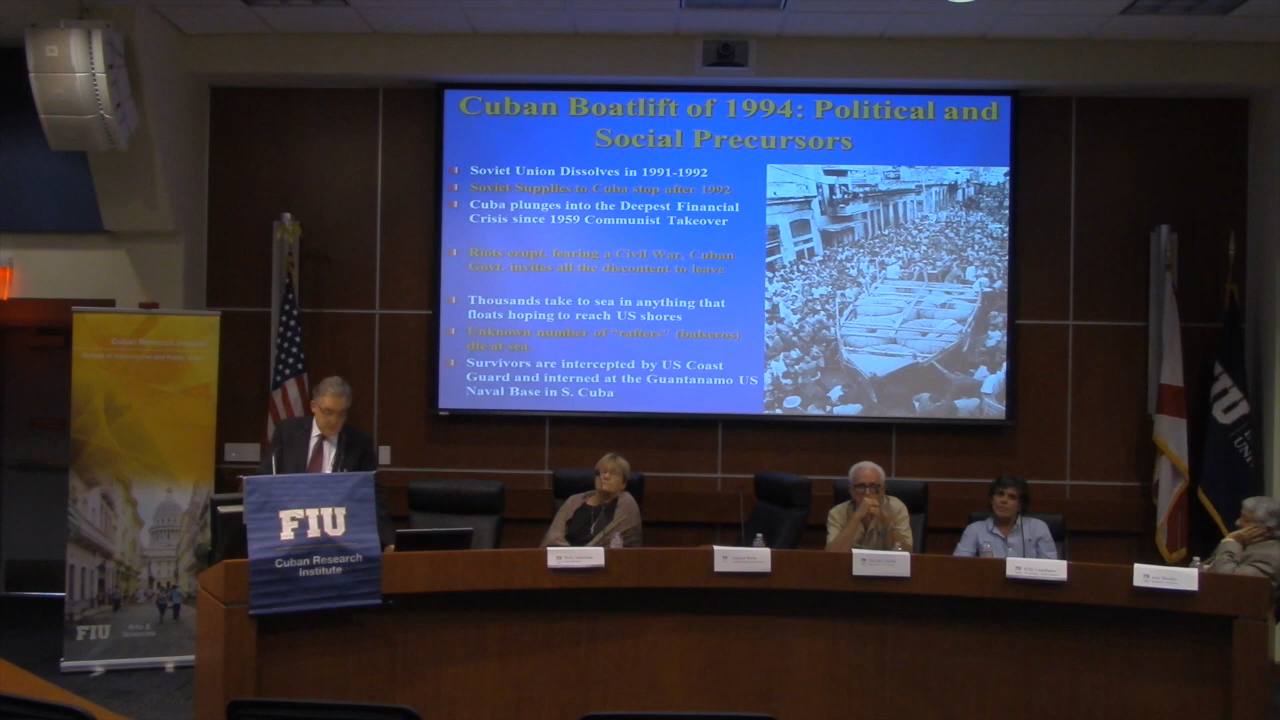 Cuban Boatlift of 1994: Political and
Social Precursors
Soviet Union Dissolves in 1991-1992
Soviet Supplies to Cuba stop after 1992
Cuba plunges into the Deepest Financial
Crisis since 1959 Communist Takeover
Riots erupt, fearing a Civil War, Cuban
Govt. invites all the discontent to leave
Thousands take to sea in anything that
floats hoping to reach US shores
Unknown number of "rafters" (balseros)
die at sea
Survivors are intercepted by US Coast
Guard and interned at the Guantanamo US
Naval Base in S. Cuba
Cuban Research Institute
FIU
Arts &
Sciences
FIU
Cuban Research
Institute
FIU